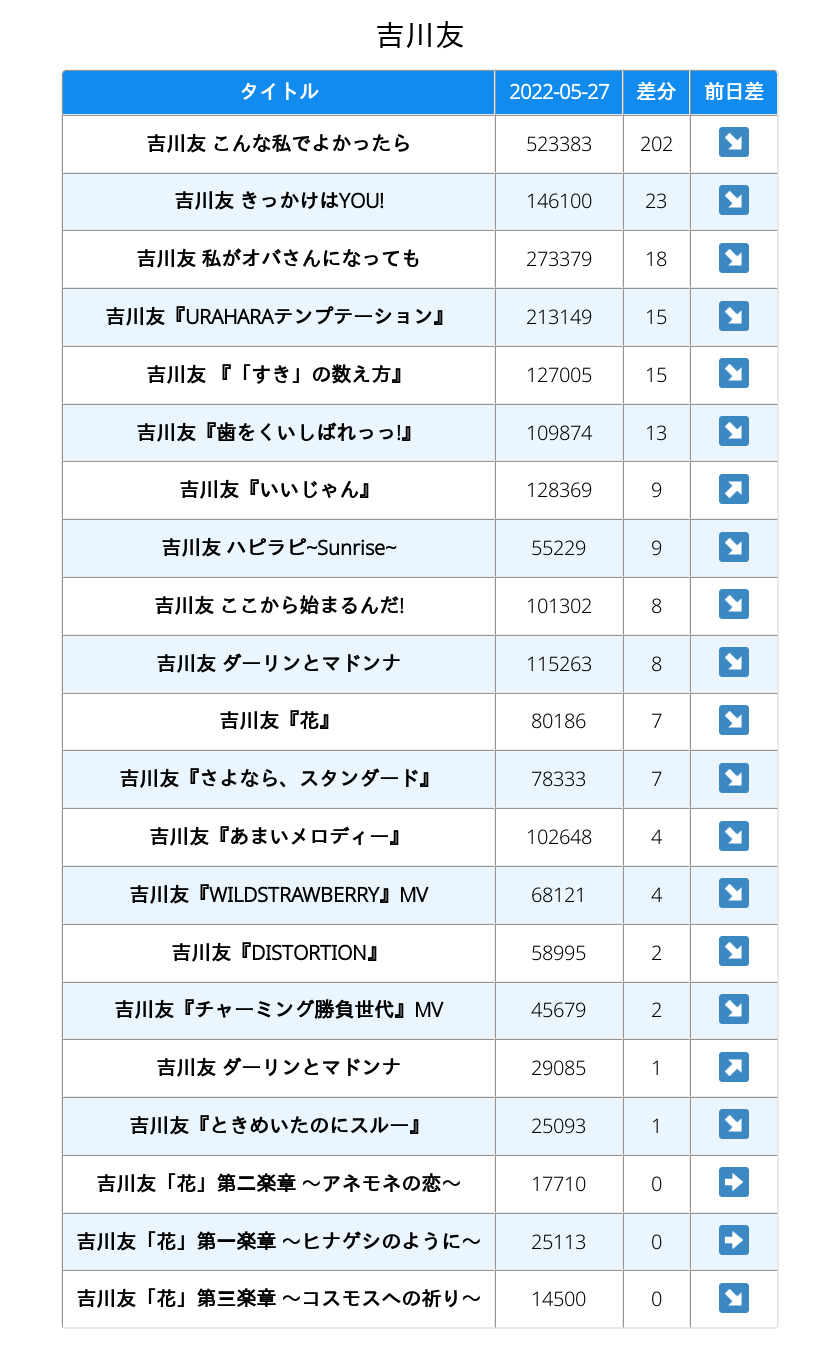 吉川友
タイトル 2022-05-27 差分 前日差
吉川友 こんな私でよかったら 523383 202 ↘
吉川友 きっかけはYOU! 146100 23 ↘
吉川友 私がオバさんになっても 273379 18 ↘
吉川友『URAHARAテンプテーション』 213149 15 ↘
吉川友 『「すき」の数え方』 127005 15 ↘
吉川友『歯をくいしばれっっ!』 109874 13 ↘
吉川友『いいじゃん』 128369 9 ↗
吉川友 ハピラピ~Sunrise~ 55229 9 ↘
吉川友 ここから始まるんだ! 101302 8 ↘
吉川友 ダーリンとマドンナ 115263 8 ↘
吉川友『花』 80186 7 ↘
吉川友『さよなら、スタンダード』 78333 7 ↘
吉川友『あまいメロディー』 102648 4 ↘
吉川友『WILDSTRAWBERRY』MV 68121 4 ↘
吉川友『DISTORTION』 58995 2 ↘
吉川友『チャーミング勝負世代』MV 45679 2 ↘
吉川友 ダーリンとマドンナ 29085 1 ↗
吉川友『ときめいたのにスルー』 25093 1 ↘
吉川友「花」第二楽章 〜アネモネの恋〜 17710 0 ➡
吉川友「花」第一楽章 〜ヒナゲシのように〜 25113 0 ➡
吉川友「花」第三楽章 〜コスモスへの祈り〜 14500 0 ↘